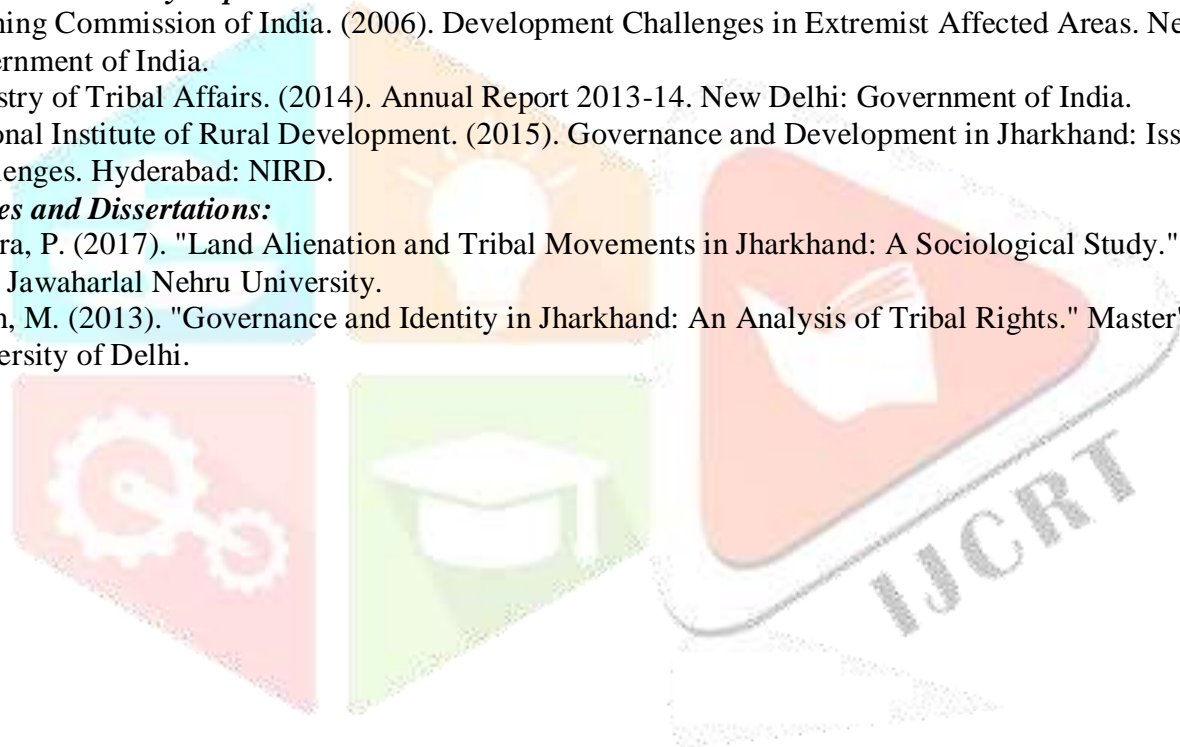 ning Commission of India. (2006). Development Challenges in Extremist Affected Areas. Ne
ernment of India.
stry of Tribal Affairs. (2014). Annual Report 2013-14. New Delhi: Government of India.
onal Institute of Rural Development. (2015). Governance and Development in Jharkhand: Iss
lenges. Hyderabad: NIRD.
es and Dissertations:
ra, P. (2017). "Land Alienation and Tribal Movements in Jharkhand: A Sociological Study."
Jawaharlal Nehru University.
n, M. (2013). "Governance and Identity in Jharkhand: An Analysis of Tribal Rights." Master'
ersity of Delhi.
IJCRT